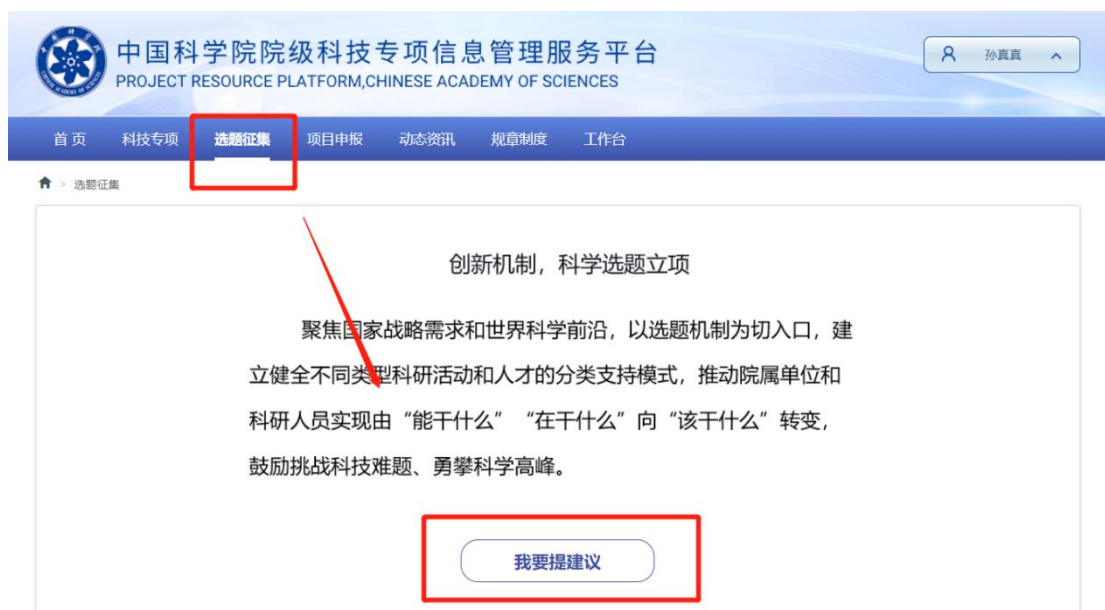 中国科学院院级科技专项信息管理服务平台
PROJECT RESOURCE PLATFORM,CHINESE ACADEMY OF SCIENCES
孙真真
首页 科技专项 选题征集 项目申报 动态资讯 规章制度 工作台
> 选题征集
创新机制，科学选题立项
聚焦国家战略需求和世界科学前沿，以选题机制为切入口，建
立健全不同类型科研活动和人才的分类支持模式，推动院属单位和
科研人员实现由“能干什么”“在干什么”向“该干什么”转变，
鼓励挑战科技难题、勇攀科学高峰。
我要提建议